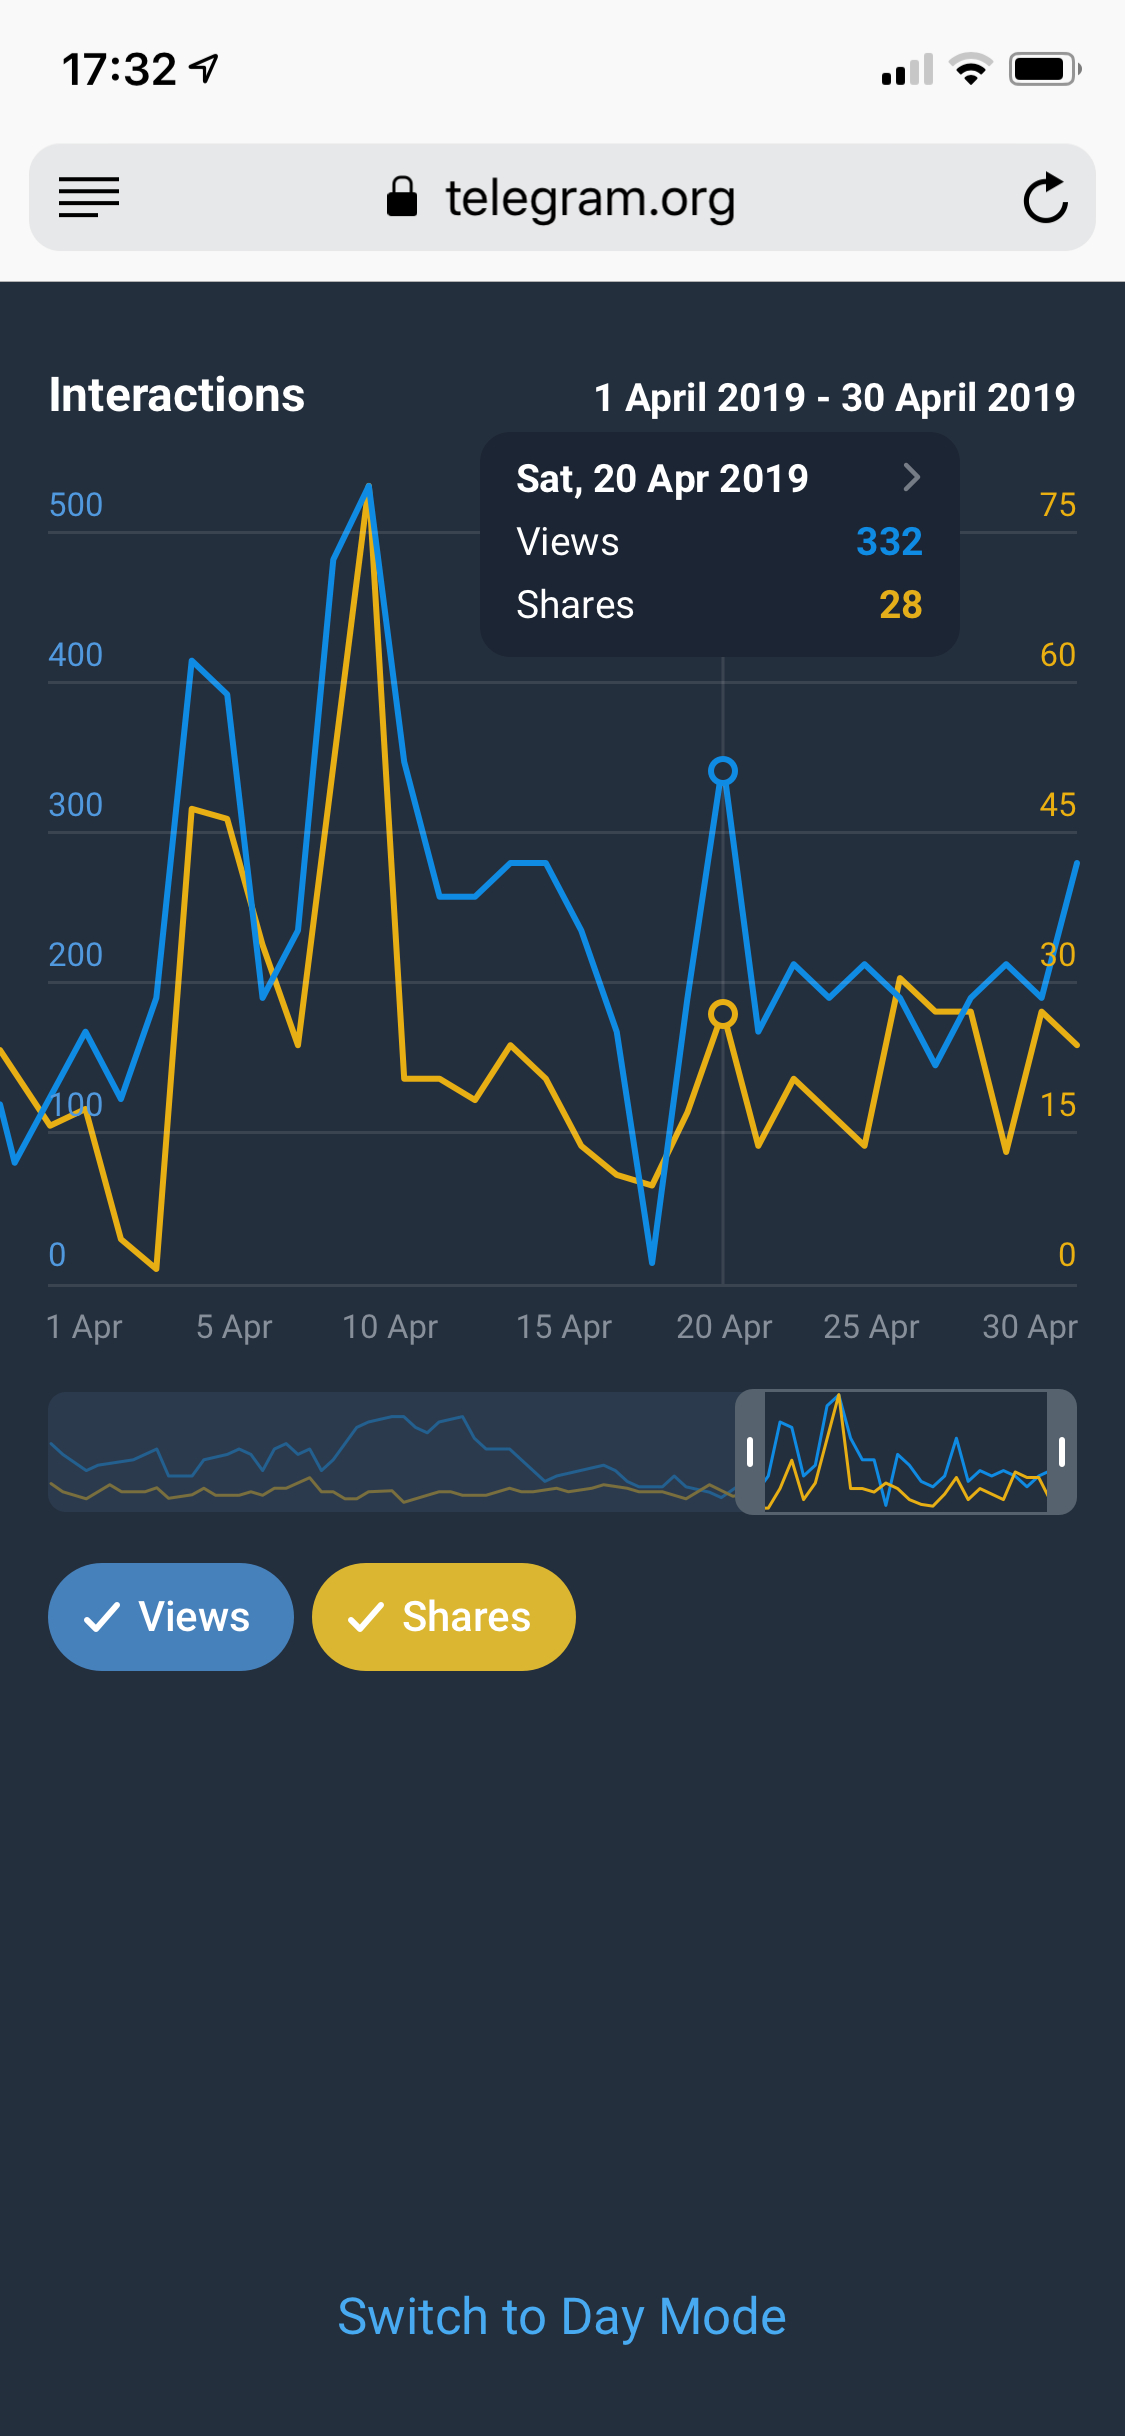 17:32
telegram.org
Interactions 1 April 2019 - 30 April 2019
Sat, 20 Apr 2019
Views 332
Shares 28
500 75
400 60
300 45
200 30
100 15
0 0
1 Apr 5 Apr 10 Apr 15 Apr 20 Apr 25 Apr 30 Apr
Views Shares
Switch to Day Mode